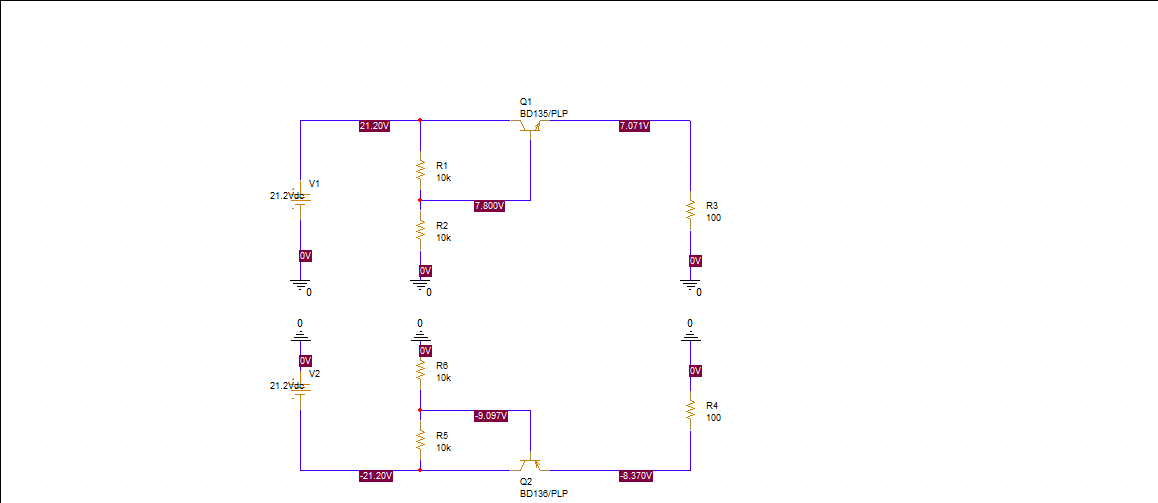 Q1
BD135/PLP
21.20V
7.071V
R1
10k
V1
21.2Vdc
7.800V
R3
100
R2
10k
0V
0V
0V
0
0
0
0
0
0
0V
0V
0V
V2
21.2Vdc
R6
10k
-9.097V
R4
100
R5
10k
-21.20V
-8.370V
Q2
BD136/PLP